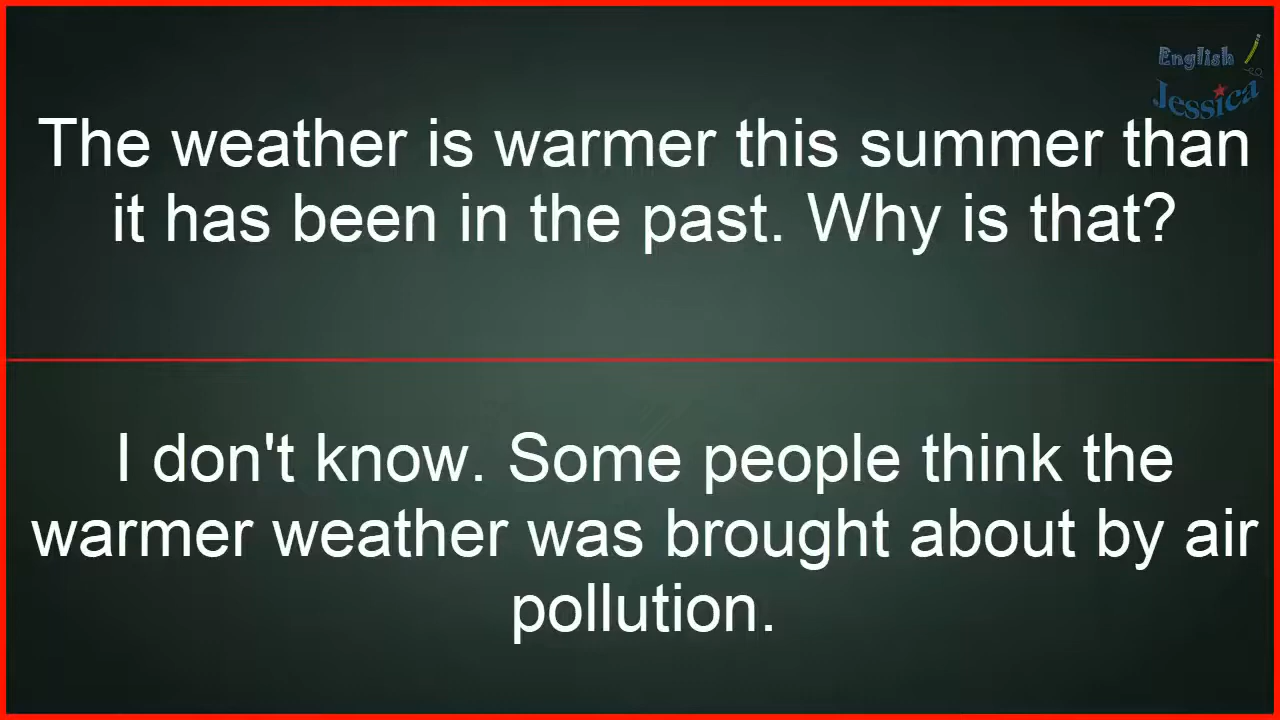 English
Jessica
The weather is warmer this summer than
it has been in the past. Why is that?
I don't know. Some people think the
warmer weather was brought about by air
pollution.